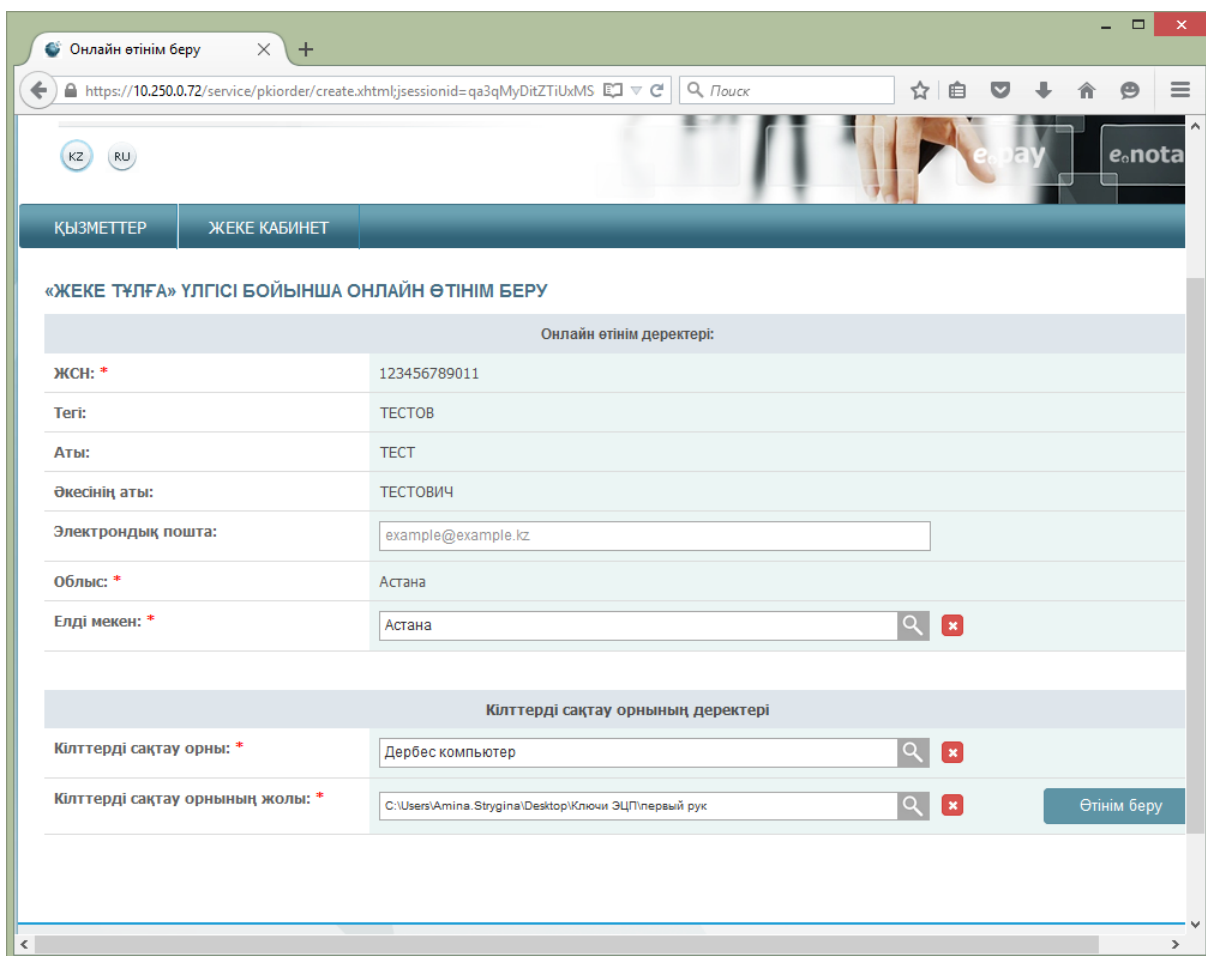 Онлайн өтінім беру
https://10.250.0.72/service/pkiorder/create.xhtml;jsessionid=qa3qMyDitZTiUxMS
Поиск
KZ RU
e.pay e.nota
ҚЫЗМЕТТЕР ЖЕКЕ КАБИНЕТ
«ЖЕКЕ ТҰЛҒА» ҮЛГІСІ БОЙЫНША ОНЛАЙН ӨТІНІМ БЕРУ
Онлайн өтінім деректері:
ЖСН: * 123456789011
Тегі: ТЕСТОВ
Аты: ТЕСТ
Әкесінің аты: ТЕСТОВИЧ
Электрондық пошта: example@example.kz
Облыс: * Астана
Елді мекен: * Астана
Кілттерді сақтау орнының деректері
Кілттерді сақтау орны: * Дербес компьютер
Кілттерді сақтау орнының жолы: * C:\Users\Amina.Strygina\Desktop\Ключи ЭЦП\первый рук
Өтінім беру